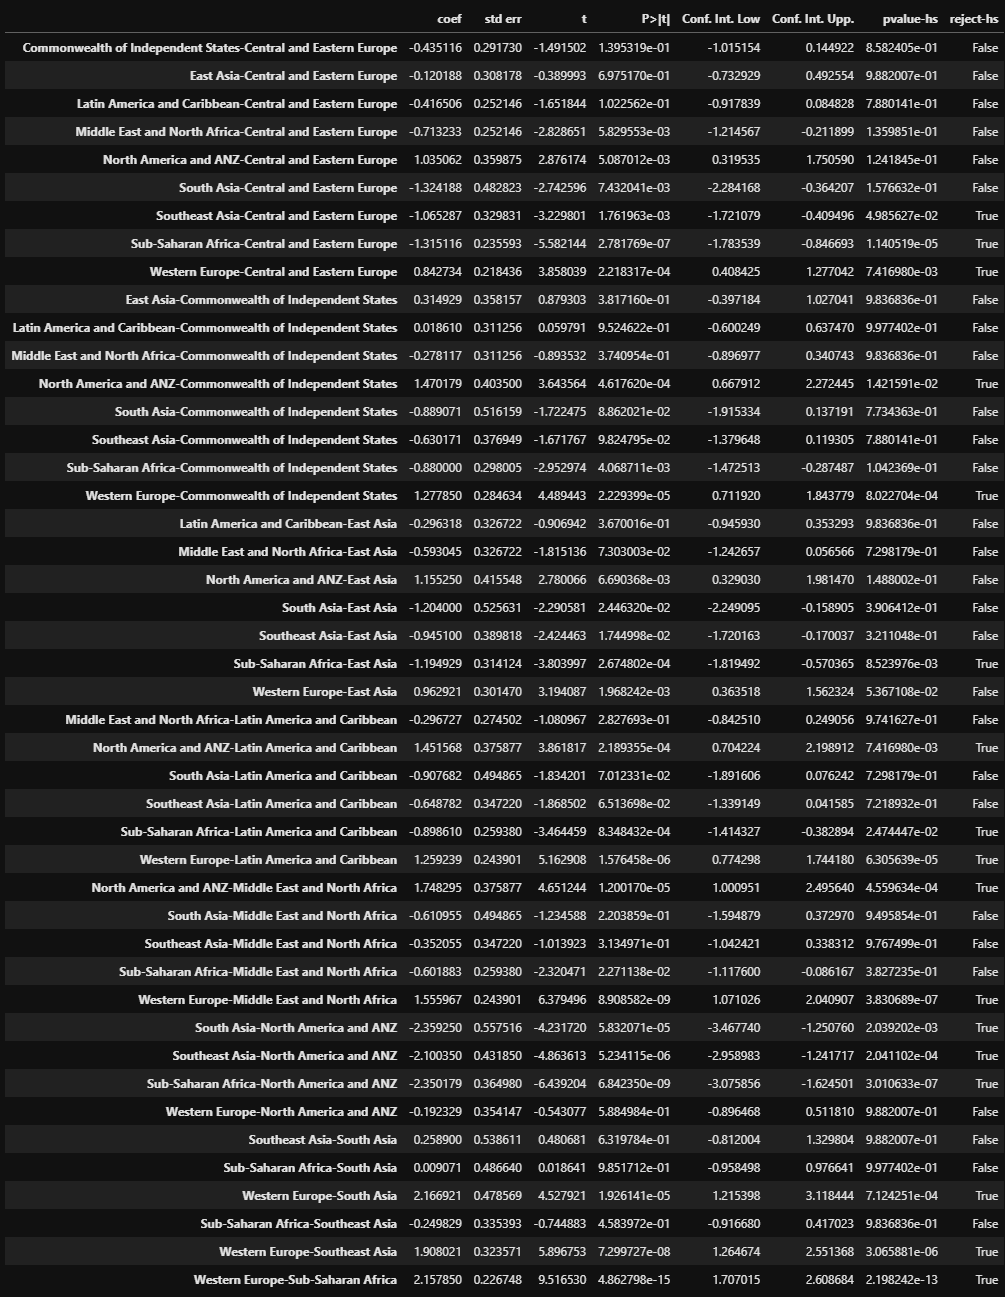 coef std err t P>|t| Conf. Int. Low Conf. Int. Upp. pvalue-hs reject-hs
Commonwealth of Independent States-Central and Eastern Europe -0.435116 0.291730 -1.491502 1.395319e-01 -1.015154 0.144922 8.582405e-01 False
East Asia-Central and Eastern Europe -0.120188 0.308178 -0.389993 6.975170e-01 -0.732929 0.492554 9.882007e-01 False
Latin America and Caribbean-Central and Eastern Europe -0.416506 0.252146 -1.651844 1.022562e-01 -0.917839 0.084828 7.880141e-01 False
Middle East and North Africa-Central and Eastern Europe -0.713233 0.252146 -2.828651 5.829553e-03 -1.214567 -0.211899 1.359851e-01 False
North America and ANZ-Central and Eastern Europe 1.035062 0.359875 2.876174 5.087012e-03 0.319535 1.750590 1.241845e-01 False
South Asia-Central and Eastern Europe -1.324188 0.482823 -2.742596 7.432041e-03 -2.284168 -0.364207 1.576632e-01 False
Southeast Asia-Central and Eastern Europe -1.065287 0.329831 -3.229801 1.761963e-03 -1.721079 -0.409496 4.985627e-02 True
Sub-Saharan Africa-Central and Eastern Europe -1.315116 0.235593 -5.582144 2.781769e-07 -1.783539 -0.846693 1.140519e-05 True
Western Europe-Central and Eastern Europe 0.842734 0.218436 3.858039 2.218317e-04 0.408425 1.277042 7.416980e-03 True
East Asia-Commonwealth of Independent States 0.314929 0.358157 0.879303 3.817160e-01 -0.397184 1.027041 9.836836e-01 False
Latin America and Caribbean-Commonwealth of Independent States 0.018610 0.311256 0.059791 9.524622e-01 -0.600249 0.637470 9.977402e-01 False
Middle East and North Africa-Commonwealth of Independent States -0.278117 0.311256 -0.893532 3.740954e-01 -0.896977 0.340743 9.836836e-01 False
North America and ANZ-Commonwealth of Independent States 1.470179 0.403500 3.643564 4.617620e-04 0.667912 2.272445 1.421591e-02 True
South Asia-Commonwealth of Independent States -0.889071 0.516159 -1.722475 8.862021e-02 -1.915334 0.137191 7.734363e-01 False
Southeast Asia-Commonwealth of Independent States -0.630171 0.376949 -1.671767 9.824795e-02 -1.379648 0.119305 7.880141e-01 False
Sub-Saharan Africa-Commonwealth of Independent States -0.880000 0.298005 -2.952974 4.068711e-03 -1.472513 -0.287487 1.042369e-01 False
Western Europe-Commonwealth of Independent States 1.277850 0.284634 4.489443 2.229399e-05 0.711920 1.843779 8.022704e-04 True
Latin America and Caribbean-East Asia -0.296318 0.326722 -0.906942 3.670016e-01 -0.945930 0.353293 9.836836e-01 False
Middle East and North Africa-East Asia -0.593045 0.326722 -1.815136 7.303003e-02 -1.242657 0.056566 7.298179e-01 False
North America and ANZ-East Asia 1.155250 0.415548 2.780066 6.690368e-03 0.329030 1.981470 1.488002e-01 False
South Asia-East Asia -1.204000 0.525631 -2.290581 2.446320e-02 -2.249095 -0.158905 3.906412e-01 False
Southeast Asia-East Asia -0.945100 0.389818 -2.424463 1.744998e-02 -1.720163 -0.170037 3.211048e-01 False
Sub-Saharan Africa-East Asia -1.194929 0.314124 -3.803997 2.674802e-04 -1.819492 -0.570365 8.523976e-03 True
Western Europe-East Asia 0.962921 0.301470 3.194087 1.968242e-03 0.363518 1.562324 5.367108e-02 False
Middle East and North Africa-Latin America and Caribbean -0.296727 0.274502 -1.080967 2.827693e-01 -0.842510 0.249056 9.741627e-01 False
North America and ANZ-Latin America and Caribbean 1.451568 0.375877 3.861817 2.189355e-04 0.704224 2.198912 7.416980e-03 True
South Asia-Latin America and Caribbean -0.907682 0.494865 -1.834201 7.012331e-02 -1.891606 0.076242 7.298179e-01 False
Southeast Asia-Latin America and Caribbean -0.648782 0.347220 -1.868502 6.513698e-02 -1.339149 0.041585 7.218932e-01 False
Sub-Saharan Africa-Latin America and Caribbean -0.898610 0.259380 -3.464459 8.348432e-04 -1.414327 -0.382894 2.474447e-02 True
Western Europe-Latin America and Caribbean 1.259239 0.243901 5.162908 1.576458e-06 0.774298 1.744180 6.305639e-05 True
North America and ANZ-Middle East and North Africa 1.748295 0.375877 4.651244 1.200170e-05 1.000951 2.495640 4.559634e-04 True
South Asia-Middle East and North Africa -0.610955 0.494865 -1.234588 2.203859e-01 -1.594879 0.372970 9.495854e-01 False
Southeast Asia-Middle East and North Africa -0.352055 0.347220 -1.013923 3.134971e-01 -1.042421 0.338312 9.767499e-01 False
Sub-Saharan Africa-Middle East and North Africa -0.601883 0.259380 -2.320471 2.271138e-02 -1.117600 -0.086167 3.827235e-01 False
Western Europe-Middle East and North Africa 1.555967 0.243901 6.379496 8.908582e-09 1.071026 2.040907 3.830689e-07 True
South Asia-North America and ANZ -2.359250 0.557516 -4.231720 5.832071e-05 -3.467740 -1.250760 2.039202e-03 True
Southeast Asia-North America and ANZ -2.100350 0.431850 -4.863613 5.234115e-06 -2.958983 -1.241717 2.041102e-04 True
Sub-Saharan Africa-North America and ANZ -2.350179 0.364980 -6.439204 6.842350e-09 -3.075856 -1.624501 3.010633e-07 True
Western Europe-North America and ANZ -0.192329 0.354147 -0.543077 5.884984e-01 -0.896468 0.511810 9.882007e-01 False
Southeast Asia-South Asia 0.258900 0.538611 0.480681 6.319784e-01 -0.812004 1.329804 9.882007e-01 False
Sub-Saharan Africa-South Asia 0.009071 0.486640 0.018641 9.851712e-01 -0.958498 0.976641 9.977402e-01 False
Western Europe-South Asia 2.166921 0.478569 4.527921 1.926141e-05 1.215398 3.118444 7.124251e-04 True
Sub-Saharan Africa-Southeast Asia -0.249829 0.335393 -0.744883 4.583972e-01 -0.916680 0.417023 9.836836e-01 False
Western Europe-Southeast Asia 1.908021 0.323571 5.896753 7.299727e-08 1.264674 2.551368 3.065881e-06 True
Western Europe-Sub-Saharan Africa 2.157850 0.226748 9.516530 4.862798e-15 1.707015 2.608684 2.198242e-13 True